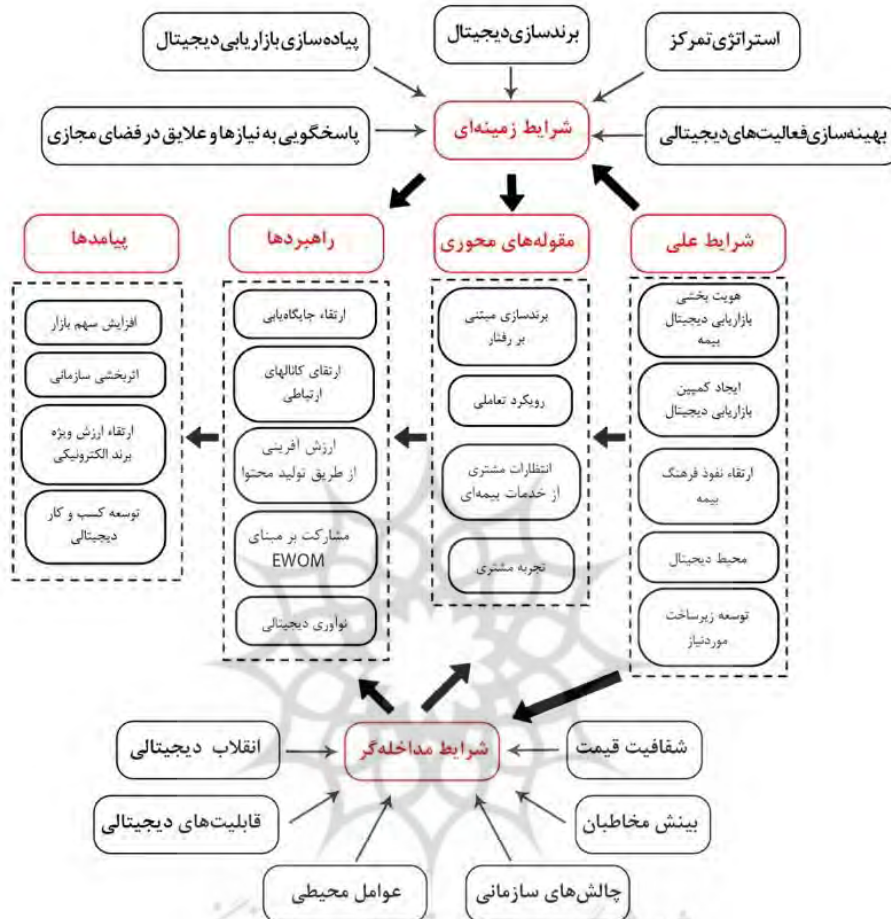 استراتژی تمرکز
برندسازی دیجیتال
پیاده‌سازی بازاریابی دیجیتال
بهینه‌سازی فعالیت‌های دیجیتالی
شرایط زمینه‌ای
پاسخگویی به نیازها و علایق در فضای مجازی
شرایط علی
هویت بخشی
بازاریابی دیجیتال
بیمه
ایجاد کمپین
بازاریابی دیجیتال
ارتقاء نفوذ فرهنگ
بیمه
محیط دیجیتال
توسعه زیرساخت
موردنیاز
مقوله‌های محوری
برندسازی مبتنی
بر رفتار
رویکرد تعاملی
انتظارات مشتری
از خدمات بیمه‌ای
تجربه مشتری
راهبردها
ارتقاء جایگاه‌یابی
ارتقای کانالهای
ارتباطی
ارزش آفرینی
از طریق تولید محتوا
مشارکت بر مبنای
EWOM
نوآوری دیجیتالی
پیامدها
افزایش سهم بازار
اثربخشی سازمانی
ارتقاء ارزش ویژه
برند الکترونیکی
توسعه کسب و کار
دیجیتالی
شفافیت قیمت
شرایط مداخله‌گر
انقلاب دیجیتالی
بینش مخاطبان
قابلیت‌های دیجیتالی
چالش‌های سازمانی
عوامل محیطی